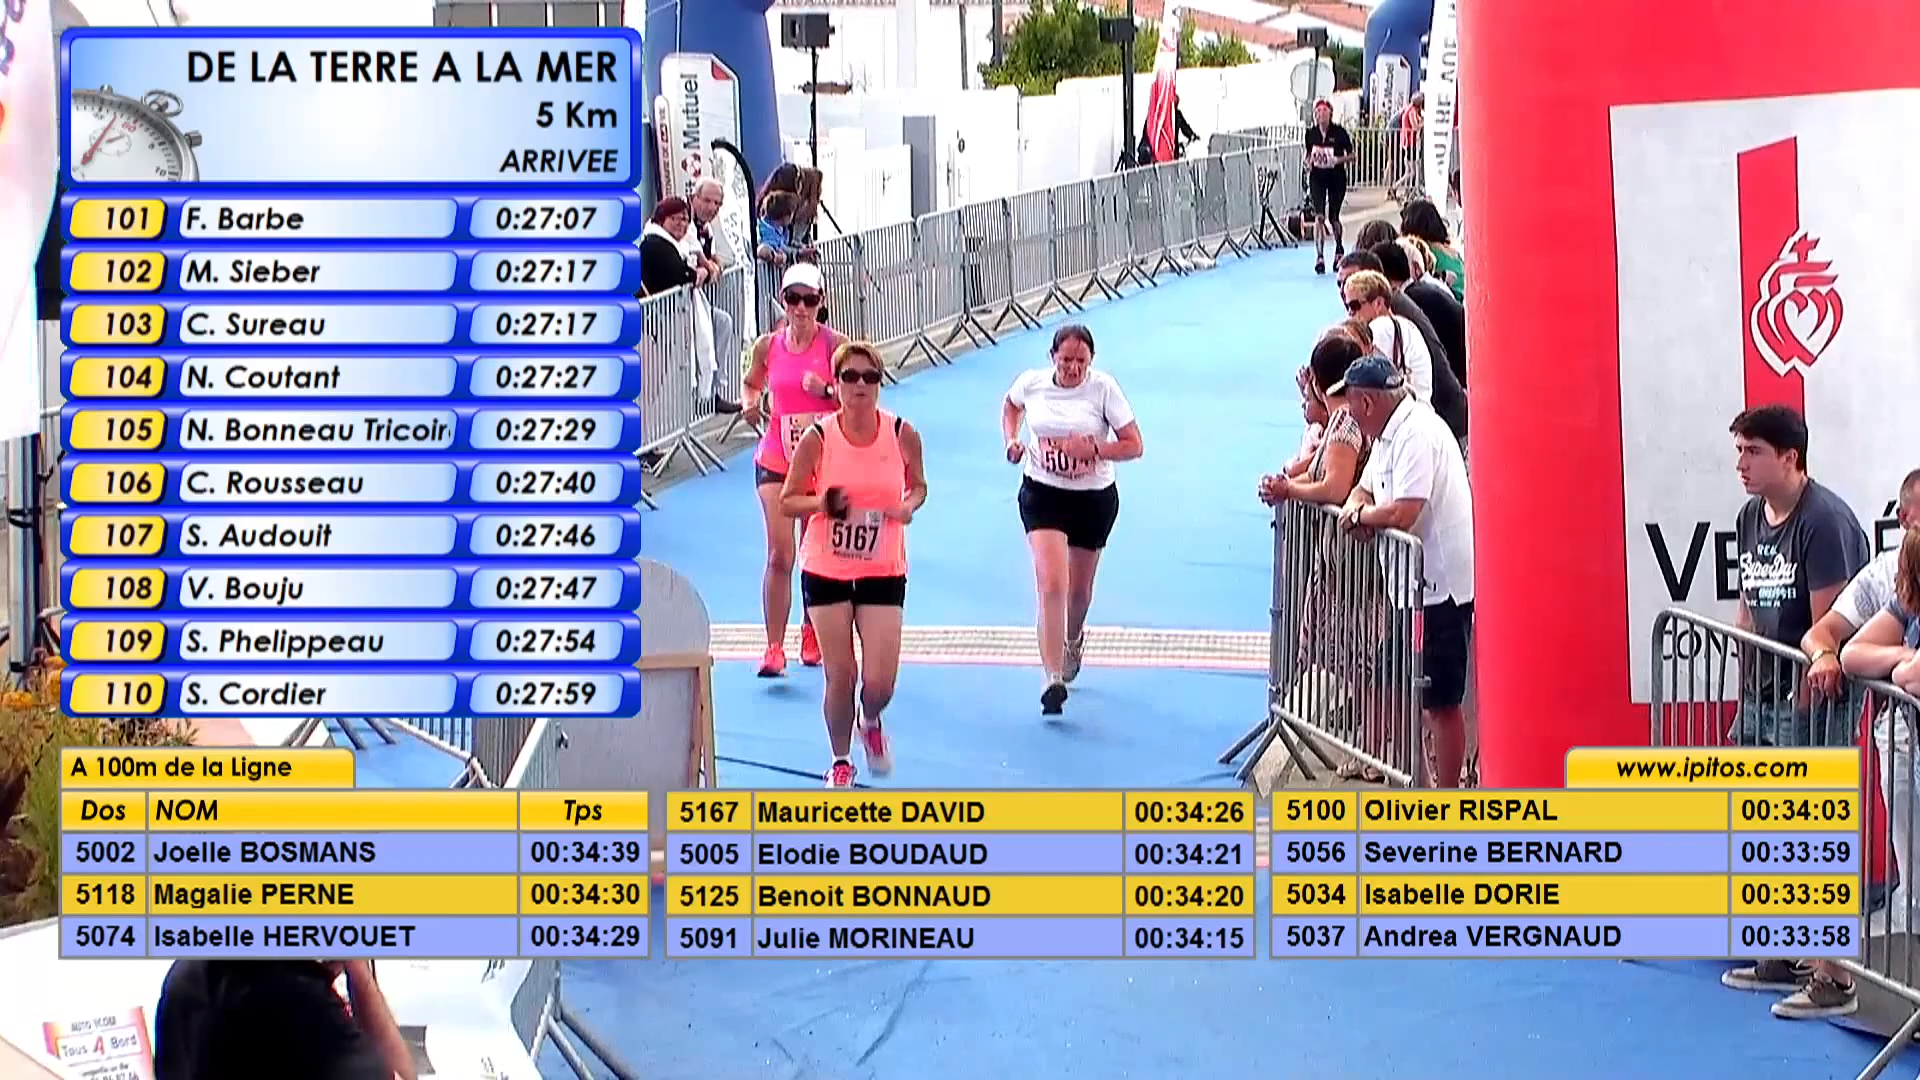 DE LA TERRE A LA MER
5 Km
ARRIVEE
101 F. Barbe 0:27:07
102 M. Sieber 0:27:17
103 C. Sureau 0:27:17
104 N. Coutant 0:27:27
105 N. Bonneau Tricoir 0:27:29
106 C. Rousseau 0:27:40
107 S. Audouit 0:27:46
108 V. Bouju 0:27:47
109 S. Phelippeau 0:27:54
110 S. Cordier 0:27:59
Mutuel
5167
5074
VE
CONS
A 100m de la Ligne
www.ipitos.com
Dos NOM Tps
5002 Joelle BOSMANS 00:34:39
5118 Magalie PERNE 00:34:30
5074 Isabelle HERVOUET 00:34:29
5167 Mauricette DAVID 00:34:26
5005 Elodie BOUDAUD 00:34:21
5125 Benoit BONNAUD 00:34:20
5091 Julie MORINEAU 00:34:15
5100 Olivier RISPAL 00:34:03
5056 Severine BERNARD 00:33:59
5034 Isabelle DORIE 00:33:59
5037 Andrea VERGNAUD 00:33:58
Tous A Bord